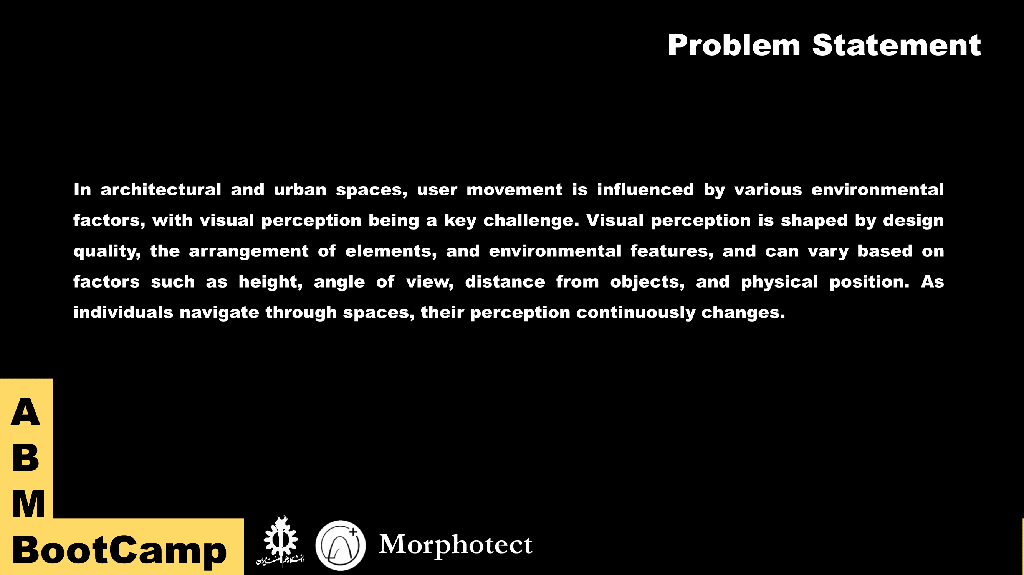 Problem Statement
In architectural and urban spaces, user movement is influenced by various environmental
factors, with visual perception being a key challenge. Visual perception is shaped by design
quality, the arrangement of elements, and environmental features, and can vary based on
factors such as height, angle of view, distance from objects, and physical position. As
individuals navigate through spaces, their perception continuously changes.
A
B
M
BootCamp
Morphotect